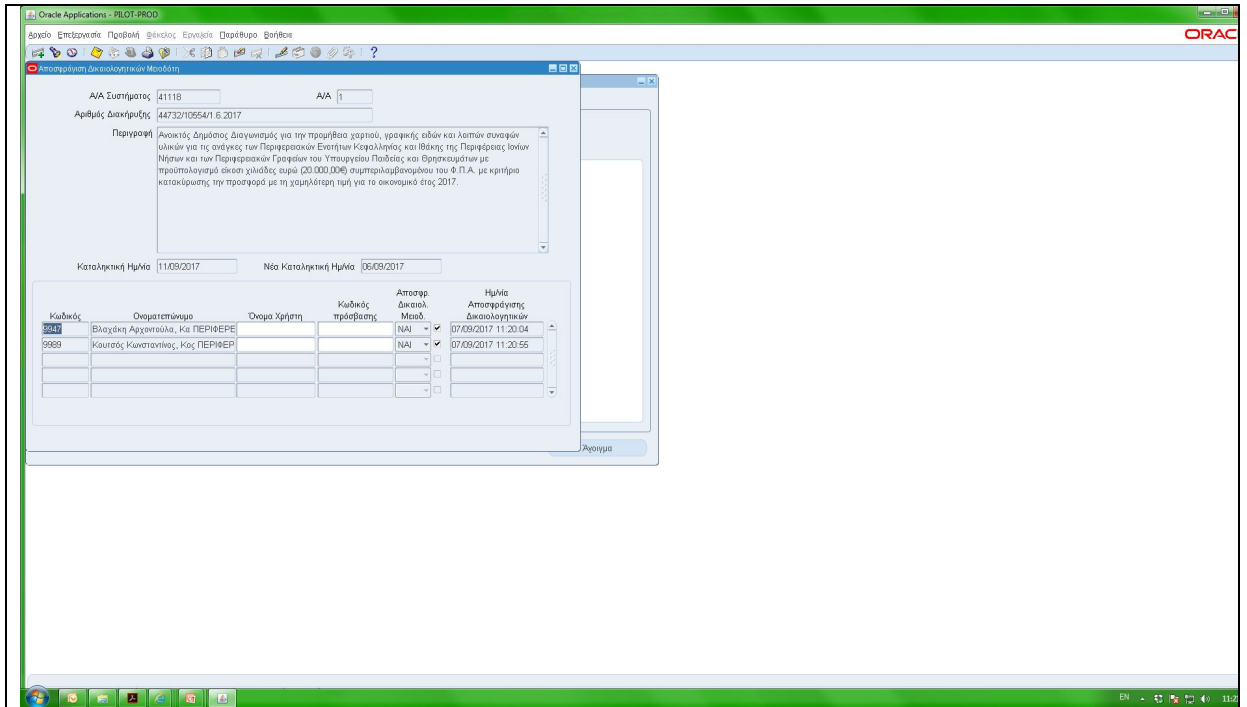 Oracle Applications - PILOT-PROD
Αρχείο Επεξεργασία Προβολή Φάκελος Εργαλεία Παράθυρο Βοήθεια
ORAC
Αποσφράγιση Δικαιολογητικών Μειοδότη
Α/Α Συστήματος 41118 Α/Α 1
Αριθμός Διακήρυξης 44732/10554/1.6.2017
Περιγραφή Ανοικτός Δημόσιος Διαγωνισμός για την προμήθεια χαρτιού, γραφικής ειδών και λοιπών συναφών
υλικών για τις ανάγκες των Περιφερειακών Ενοτήτων Κεφαλληνίας και Ιθάκης της Περιφέρειας Ιονίων
Νήσων και των Περιφερειακών Γραφείων του Υπουργείου Παιδείας και Θρησκευμάτων με
προϋπολογισμό είκοσι χιλιάδες ευρώ (20.000,00€) συμπεριλαμβανομένου του Φ.Π.Α. με κριτήριο
κατακύρωσης την προσφορά με τη χαμηλότερη τιμή για το οικονομικό έτος 2017.
Καταληκτική Ημ/νία 11/09/2017 Νέα Καταληκτική Ημ/νία 06/09/2017
Κωδικός Ονοματεπώνυμο Όνομα Χρήστη Κωδικός πρόσβασης Αποσφρ. Δικαιολ. Μειοδ. Ημ/νία Αποσφράγισης Δικαιολογητικών
9947 Βλαχάκη Αρχοντούλα, Κα ΠΕΡΙΦΕΡΕ ΝΑΙ 07/09/2017 11:20:04
9989 Κουτσός Κωνσταντίνος, Κος ΠΕΡΙΦΕΡ ΝΑΙ 07/09/2017 11:20:55
Άνοιγμα
EN 11:2